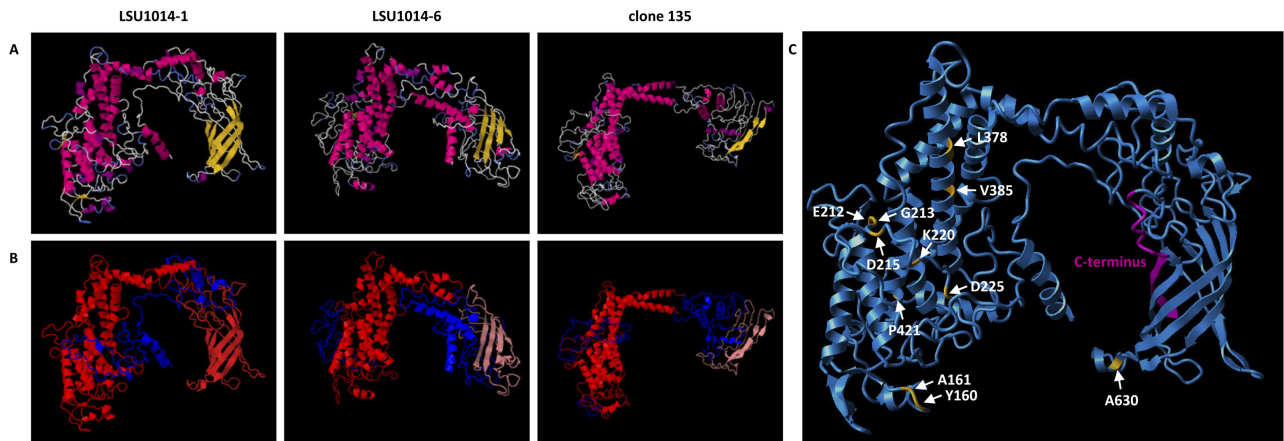 LSU1014-1
LSU1014-6
clone 135
A
B
C
L378
V385
E212
G213
K220
D215
D225
C-terminus
P421
A161
Y160
A630